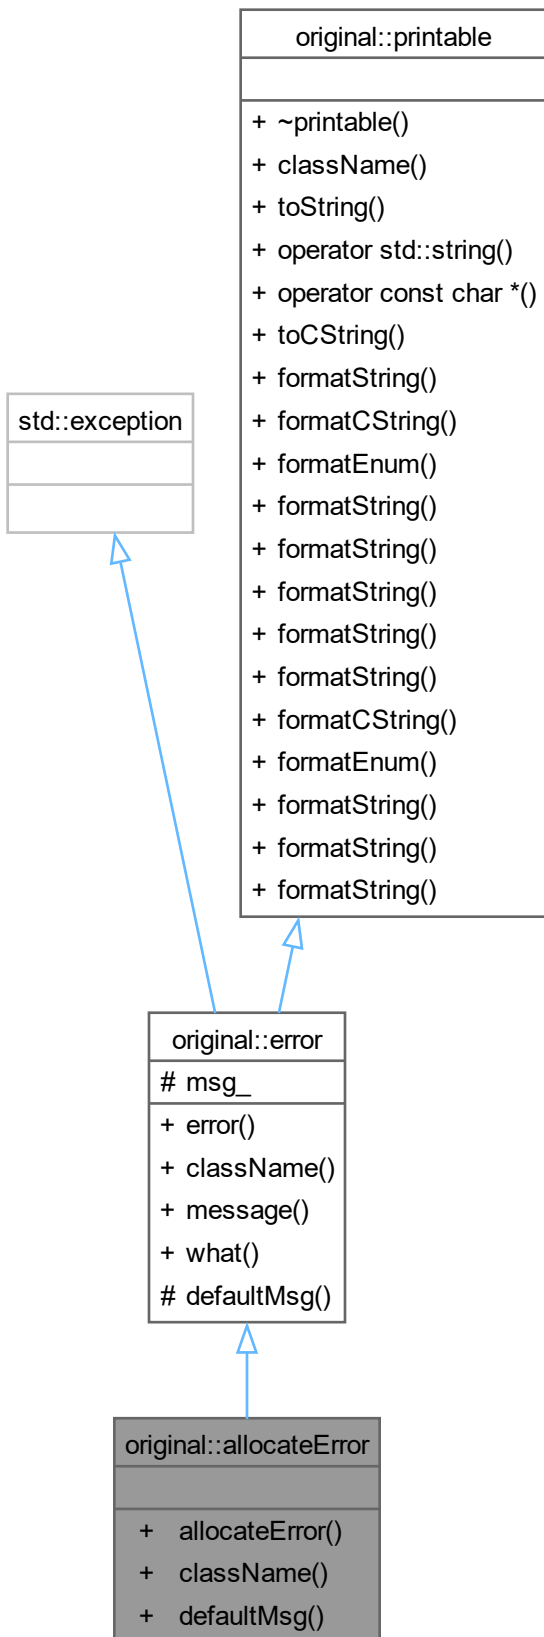 original::printable
+ ~printable()
+ className()
+ toString()
+ operator std::string()
+ operator const char *()
+ toCString()
+ formatString()
+ formatCString()
+ formatEnum()
+ formatString()
+ formatString()
+ formatString()
+ formatString()
+ formatString()
+ formatCString()
+ formatEnum()
+ formatString()
+ formatString()
+ formatString()
std::exception
original::error
# msg_
+ error()
+ className()
+ message()
+ what()
# defaultMsg()
original::allocateError
+ allocateError()
+ className()
+ defaultMsg()